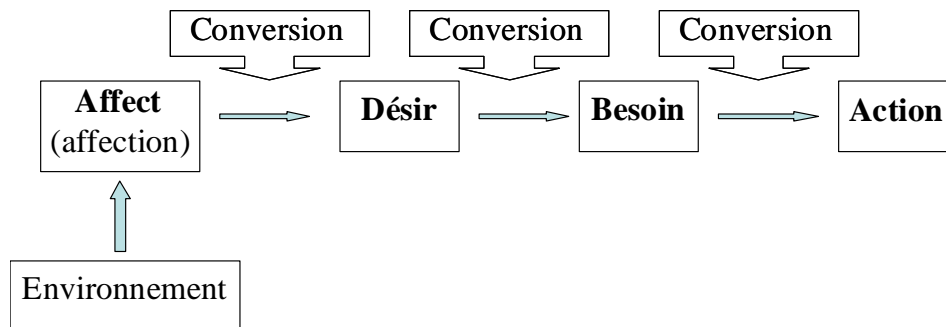 Conversion
Conversion
Conversion
Affect
(affection)
Désir
Besoin
Action
Environnement